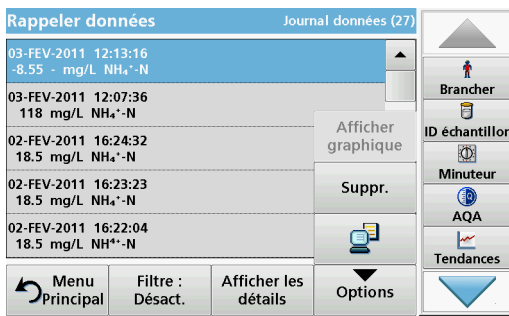 Rappeler données
Journal données (27)
03-FEV-2011 12:13:16
-8.55 - mg/L NH₄⁺-N
03-FEV-2011 12:07:36
118 mg/L NH₄⁺-N
02-FEV-2011 16:24:32
18.5 mg/L NH₄⁺-N
02-FEV-2011 16:23:23
18.5 mg/L NH₄⁺-N
02-FEV-2011 16:22:04
18.5 mg/L NH⁴⁺-N
Afficher
graphique
Suppr.
Menu
Principal
Filtre :
Désact.
Afficher les
détails
Options
Brancher
ID échantillor
Minuteur
AQA
Tendances